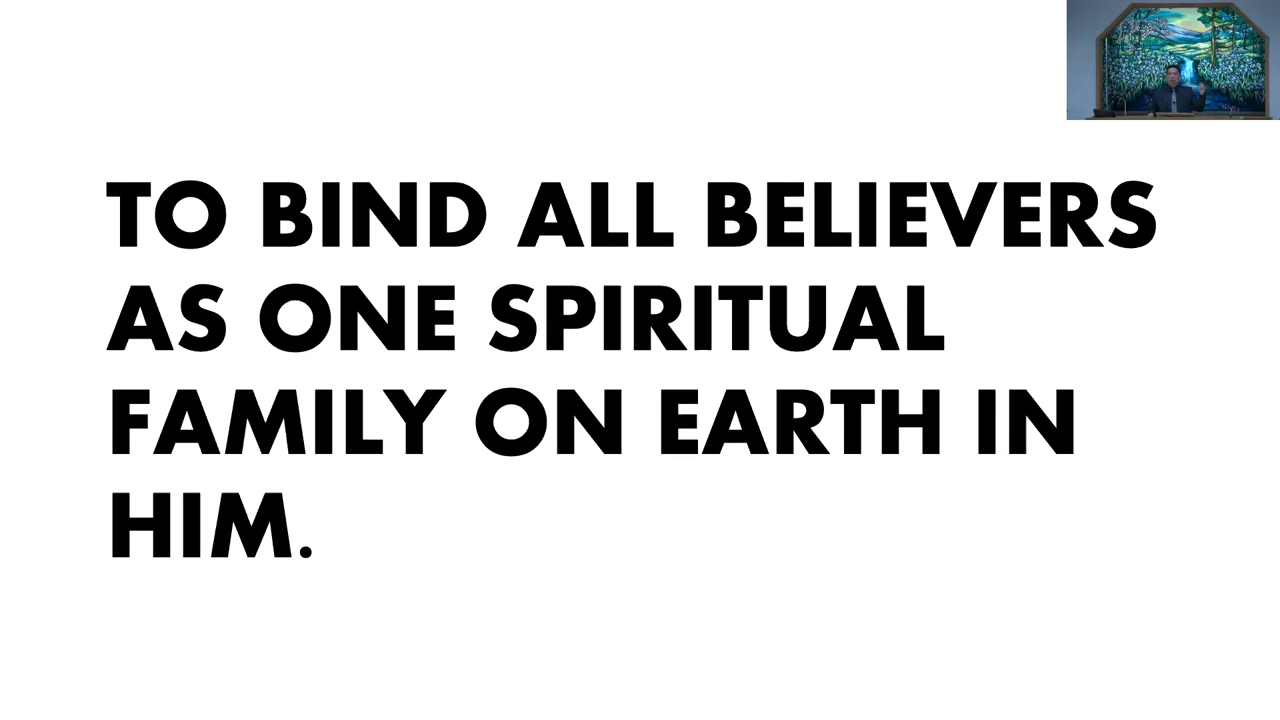 TO BIND ALL BELIEVERS
AS ONE SPIRITUAL
FAMILY ON EARTH IN
HIM.